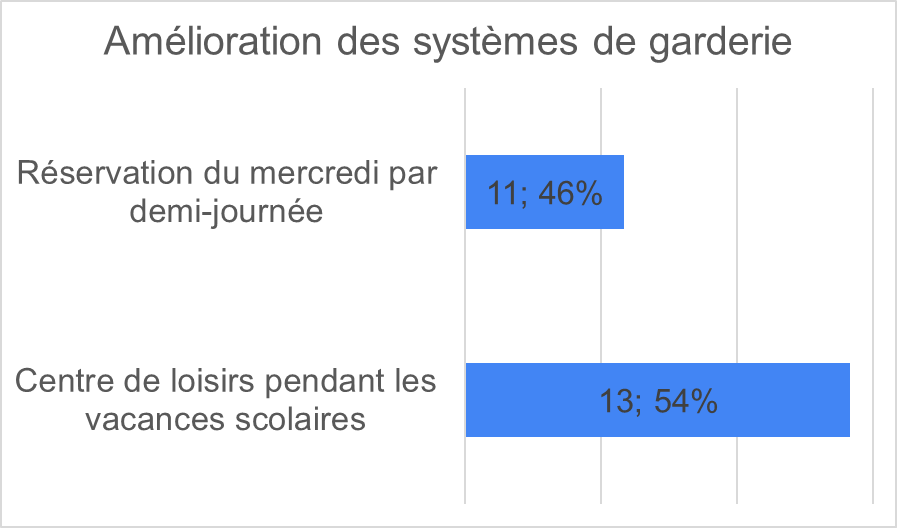 Amélioration des systèmes de garderie
Réservation du mercredi par
demi-journée
11; 46%
Centre de loisirs pendant les
vacances scolaires
13; 54%